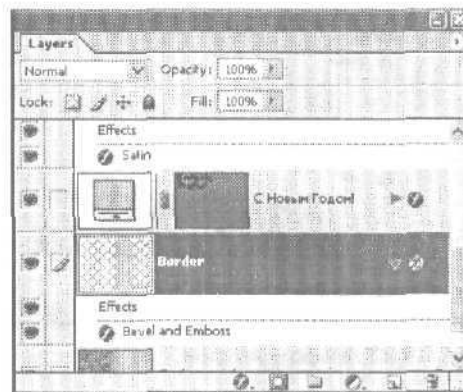 Layers
Normal Opacity: 100%
Lock: Fill: 100%
Effects
Satin
С Новым Годом!
Border
Effects
Bevel and Emboss